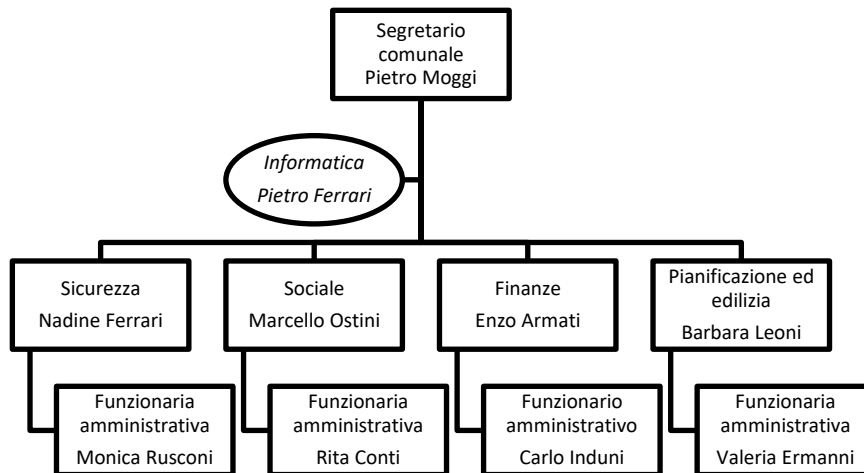 Segretario
comunale
Pietro Moggi
Informatica
Pietro Ferrari
Sicurezza
Nadine Ferrari
Sociale
Marcello Ostini
Finanze
Enzo Armati
Pianificazione ed
edilizia
Barbara Leoni
Funzionaria
amministrativa
Monica Rusconi
Funzionaria
amministrativa
Rita Conti
Funzionario
amministrativo
Carlo Induni
Funzionaria
amministrativa
Valeria Ermanni